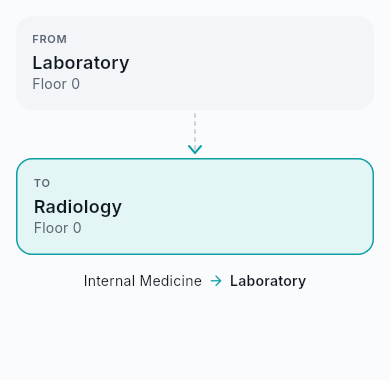 FROM
Laboratory
Floor 0
TO
Radiology
Floor 0
Internal Medicine → Laboratory